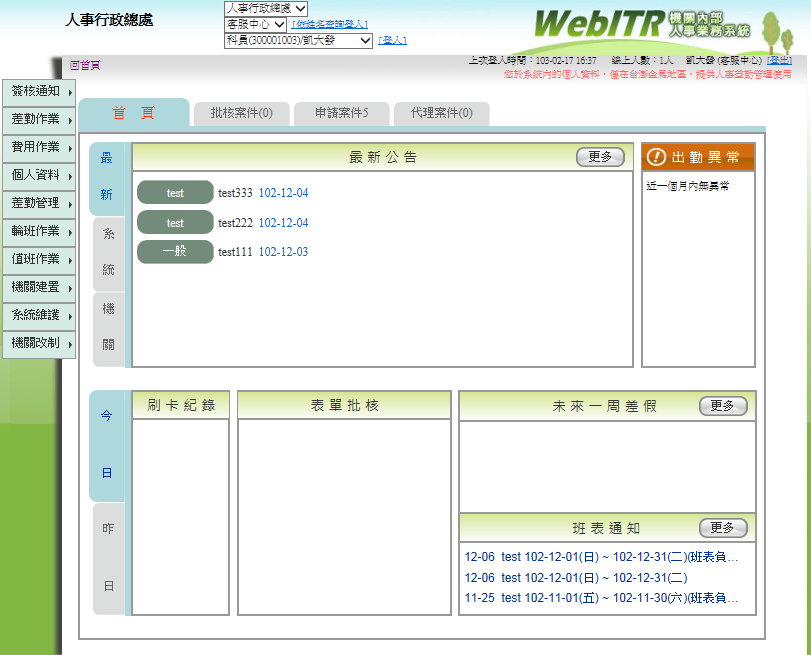 人事行政總處
人事行政總處
客服中心 [依姓名查詢登入]
科員(300001003)/凱大發 [登入]
WebITR 機關內部人事業務系統
回首頁
上次登入時間：103-02-17 16:37 線上人數：1人 凱大發 (客服中心) [登出]
您於系統內的個人資料，僅在台澎金馬地區，提供人事差勤管理使用
簽核通知
差勤作業
費用作業
個人資料
差勤管理
輪班作業
值班作業
機關建置
系統維護
機關改制
首 頁
批核案件(0)
申請案件5
代理案件(0)
最新
系統
機關
最 新 公 告
更多
test test333 102-12-04
test test222 102-12-04
一般 test111 102-12-03
出 勤 異 常
近一個月內無異常
今日
昨日
刷 卡 紀 錄
表 單 批 核
未 來 一 周 差 假
更多
班 表 通 知
更多
12-06 test 102-12-01(日) ~ 102-12-31(二)(班表負…
12-06 test 102-12-01(日) ~ 102-12-31(二)
11-25 test 102-11-01(五) ~ 102-11-30(六)(班表負…